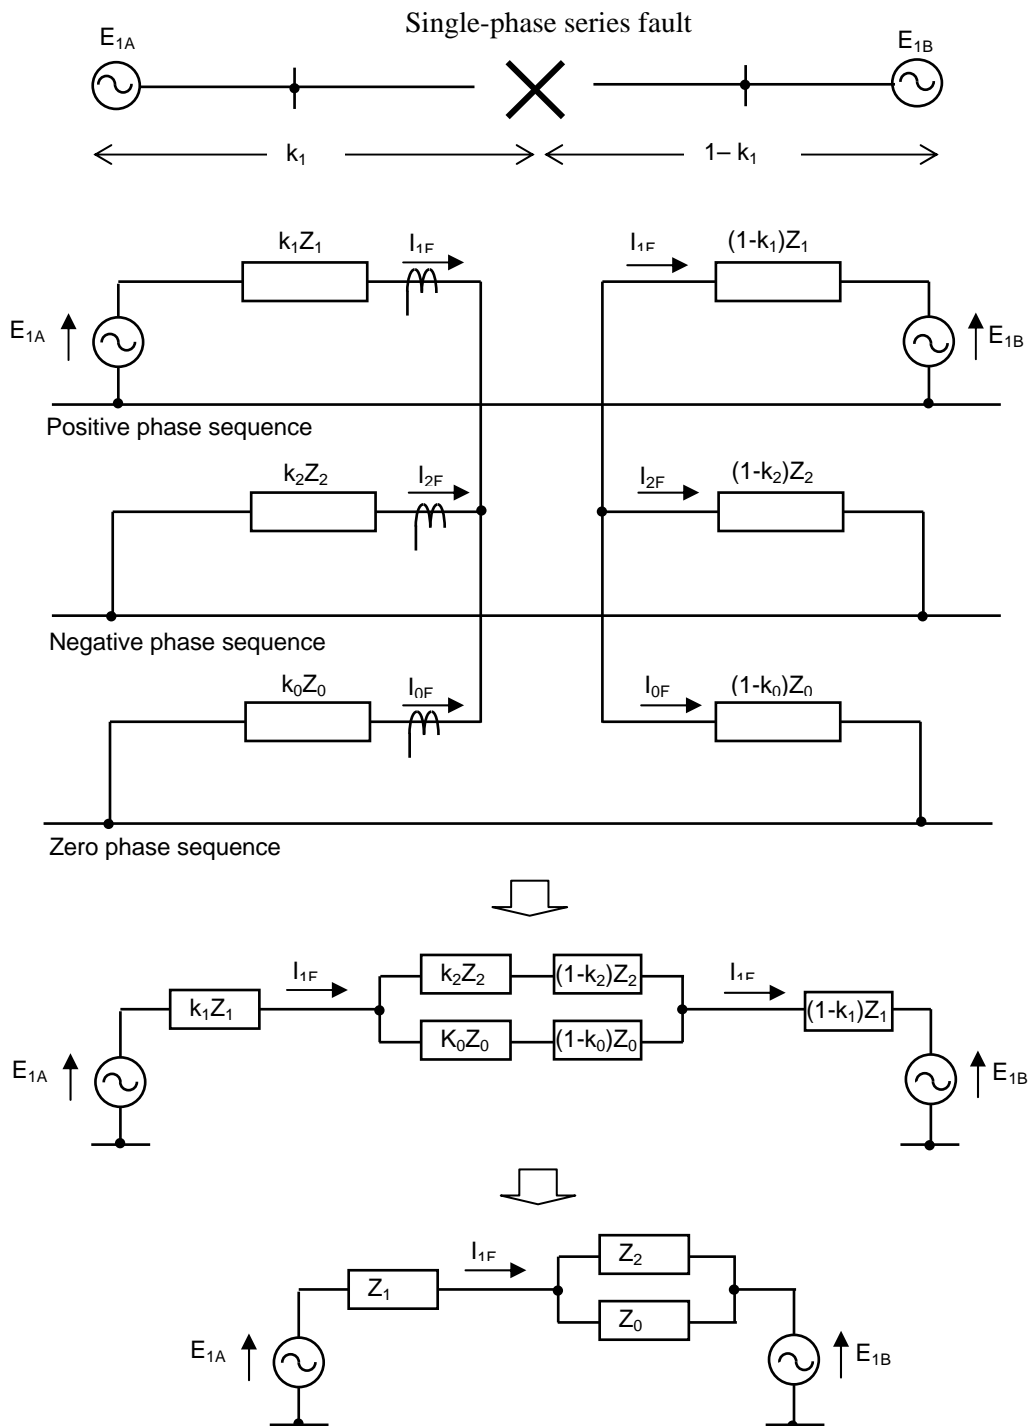 Single-phase series fault
E1A
E1B
k1
1– k1
k1Z1
I1F
I1F
(1-k1)Z1
E1A
E1B
Positive phase sequence
k2Z2
I2F
I2F
(1-k2)Z2
Negative phase sequence
k0Z0
I0F
I0F
(1-k0)Z0
Zero phase sequence
I1F
k2Z2
(1-k2)Z2
I1F
k1Z1
(1-k1)Z1
K0Z0
(1-k0)Z0
E1A
E1B
I1F
Z2
Z1
Z0
E1A
E1B